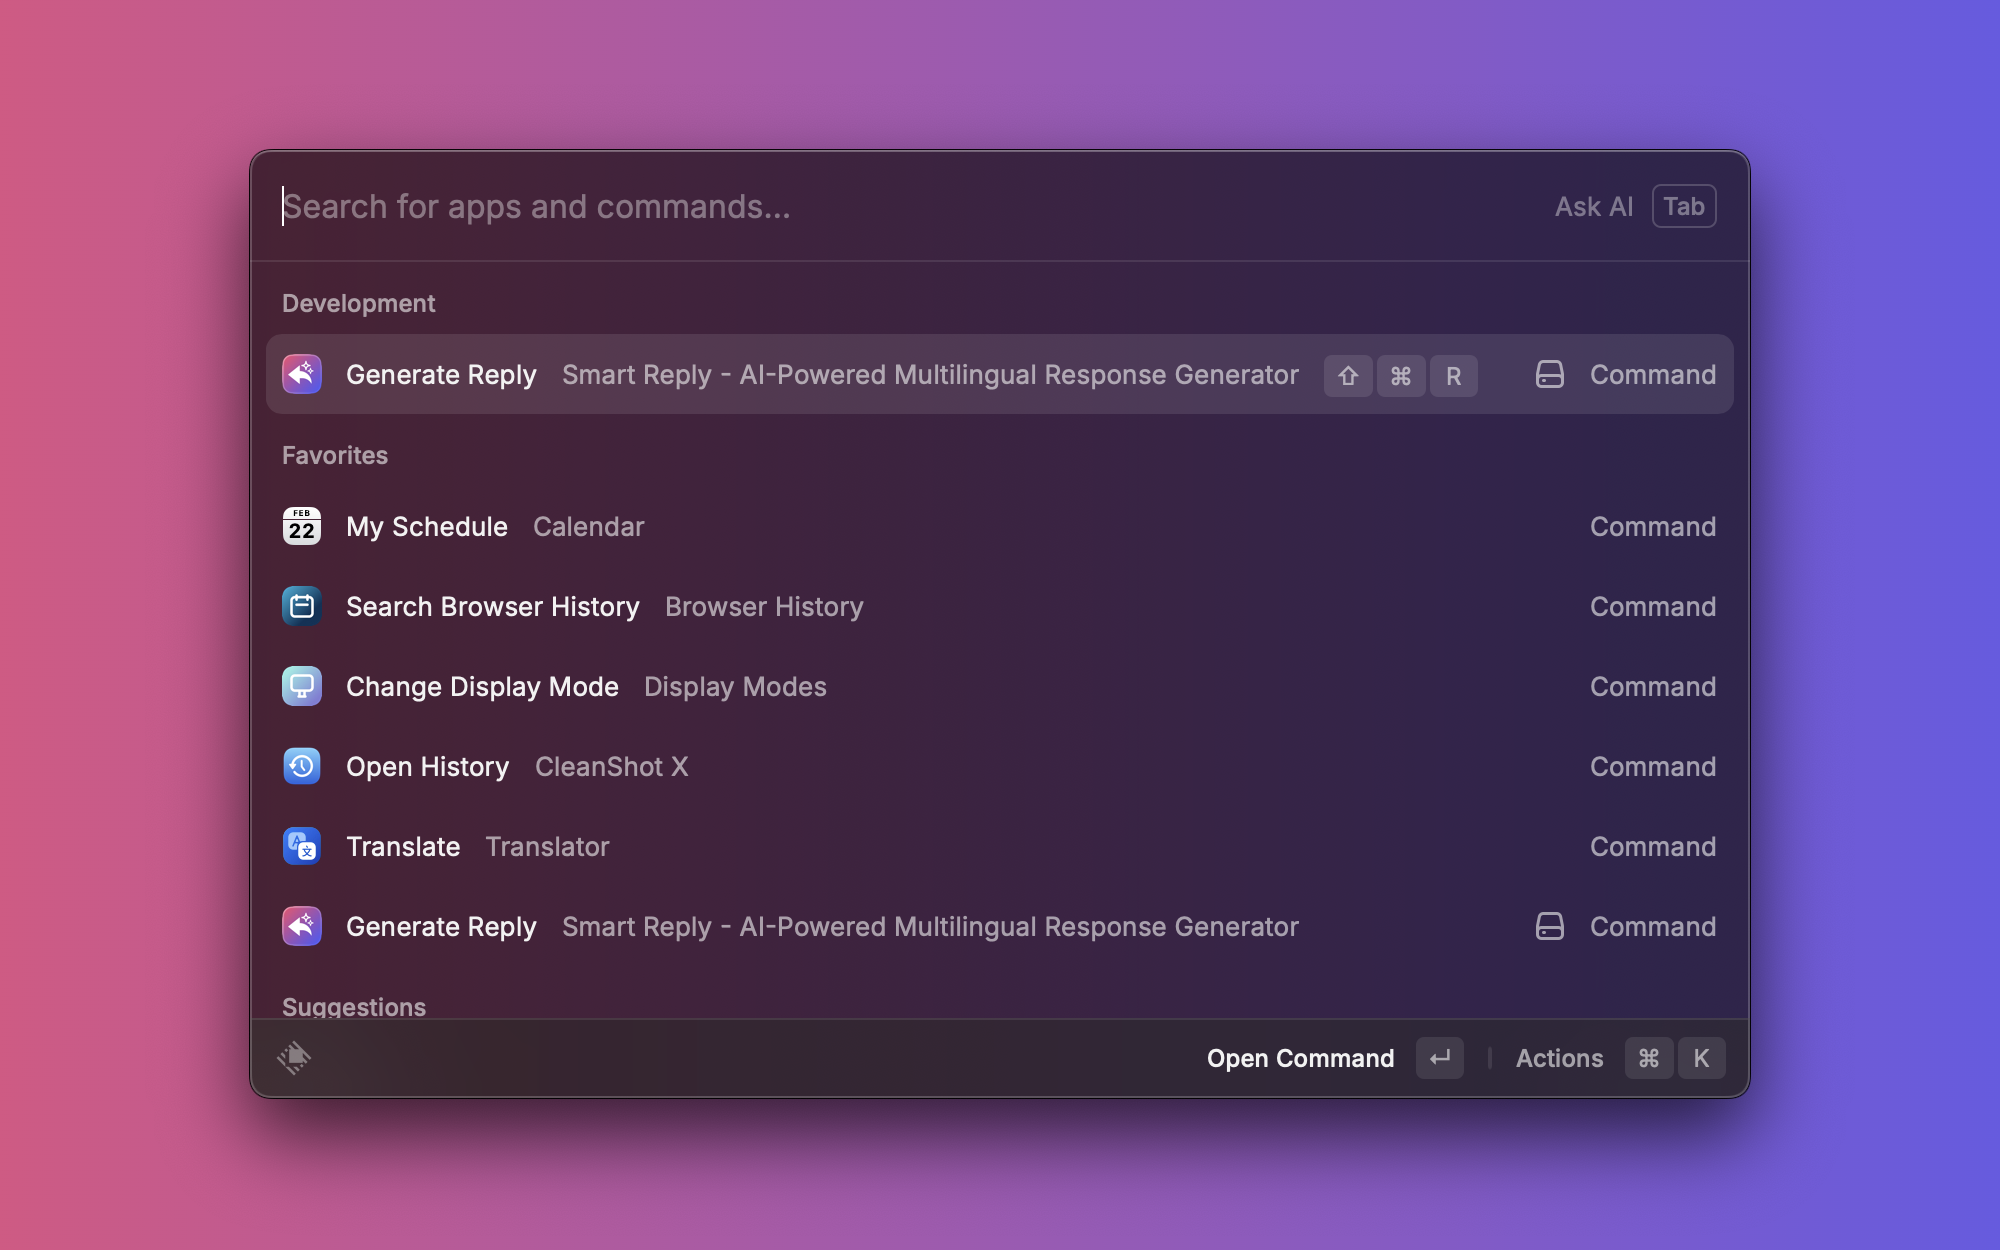 Search for apps and commands... Ask AI Tab
Development
Generate Reply Smart Reply - AI-Powered Multilingual Response Generator ⇧ ⌘ R Command
Favorites
FEB
22 My Schedule Calendar Command
Search Browser History Browser History Command
Change Display Mode Display Modes Command
Open History CleanShot X Command
A 文 Translate Translator Command
Generate Reply Smart Reply - AI-Powered Multilingual Response Generator Command
Suggestions
Open Command ↵ Actions ⌘ K